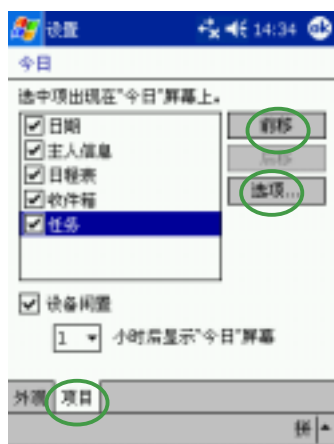 设置 14:34 ok
今日
选中项出现在"今日"屏幕上。
日期
主人信息
日程表
收件箱
任务
前移
后移
选项...
设备闲置
1 小时后显示"今日"屏幕
外观 项目
拼